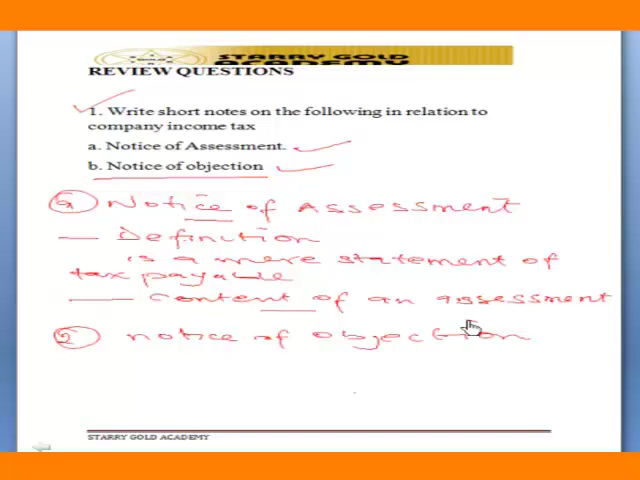 STARRY GOLD
ACADEMY
REVIEW QUESTIONS
1. Write short notes on the following in relation to
company income tax
a. Notice of Assessment.
b. Notice of objection
a Notice of Assessment
— Definition
is a mere statement of
tax payable
— Content of an assessment
notice of objection
STARRY GOLD ACADEMY